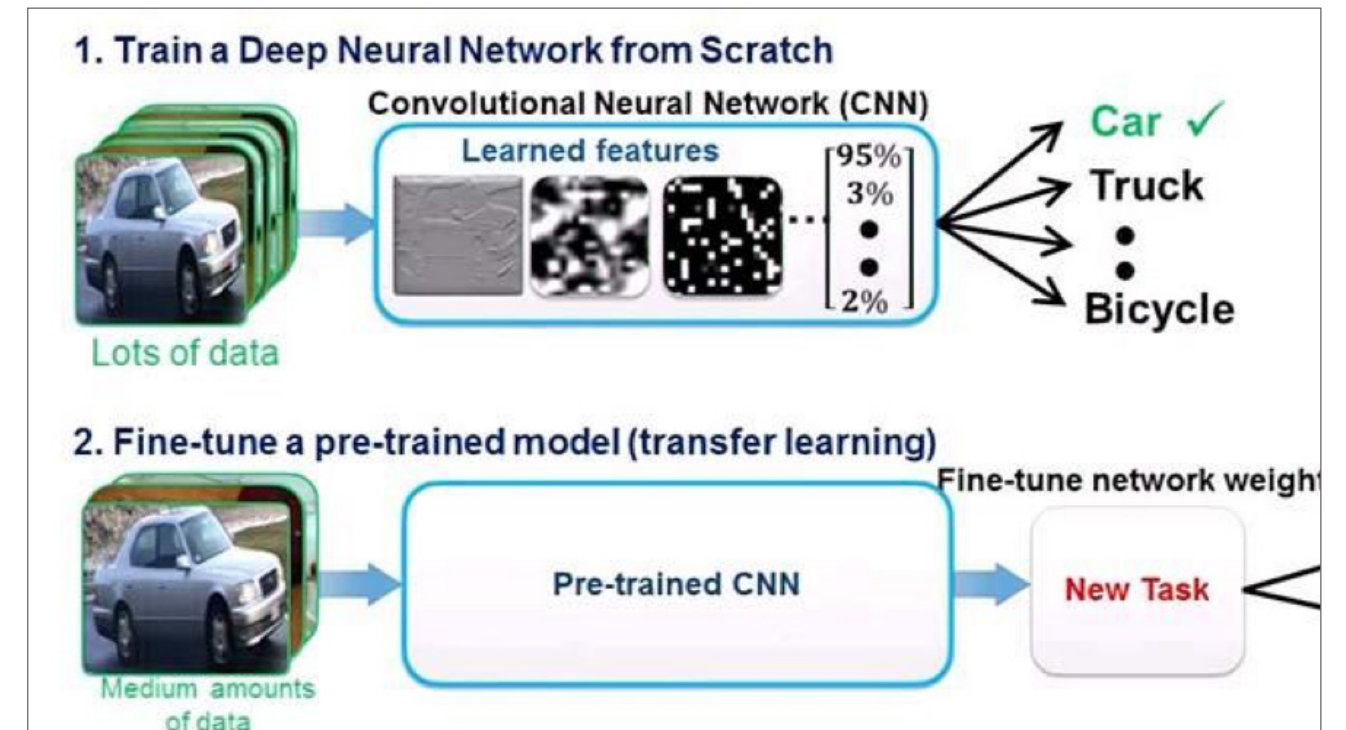 1. Train a Deep Neural Network from Scratch
Convolutional Neural Network (CNN)
Learned features
95%
3%
2%
Car ✓
Truck
Bicycle
Lots of data
2. Fine-tune a pre-trained model (transfer learning)
Fine-tune network weight
Pre-trained CNN
New Task
Medium amounts
of data